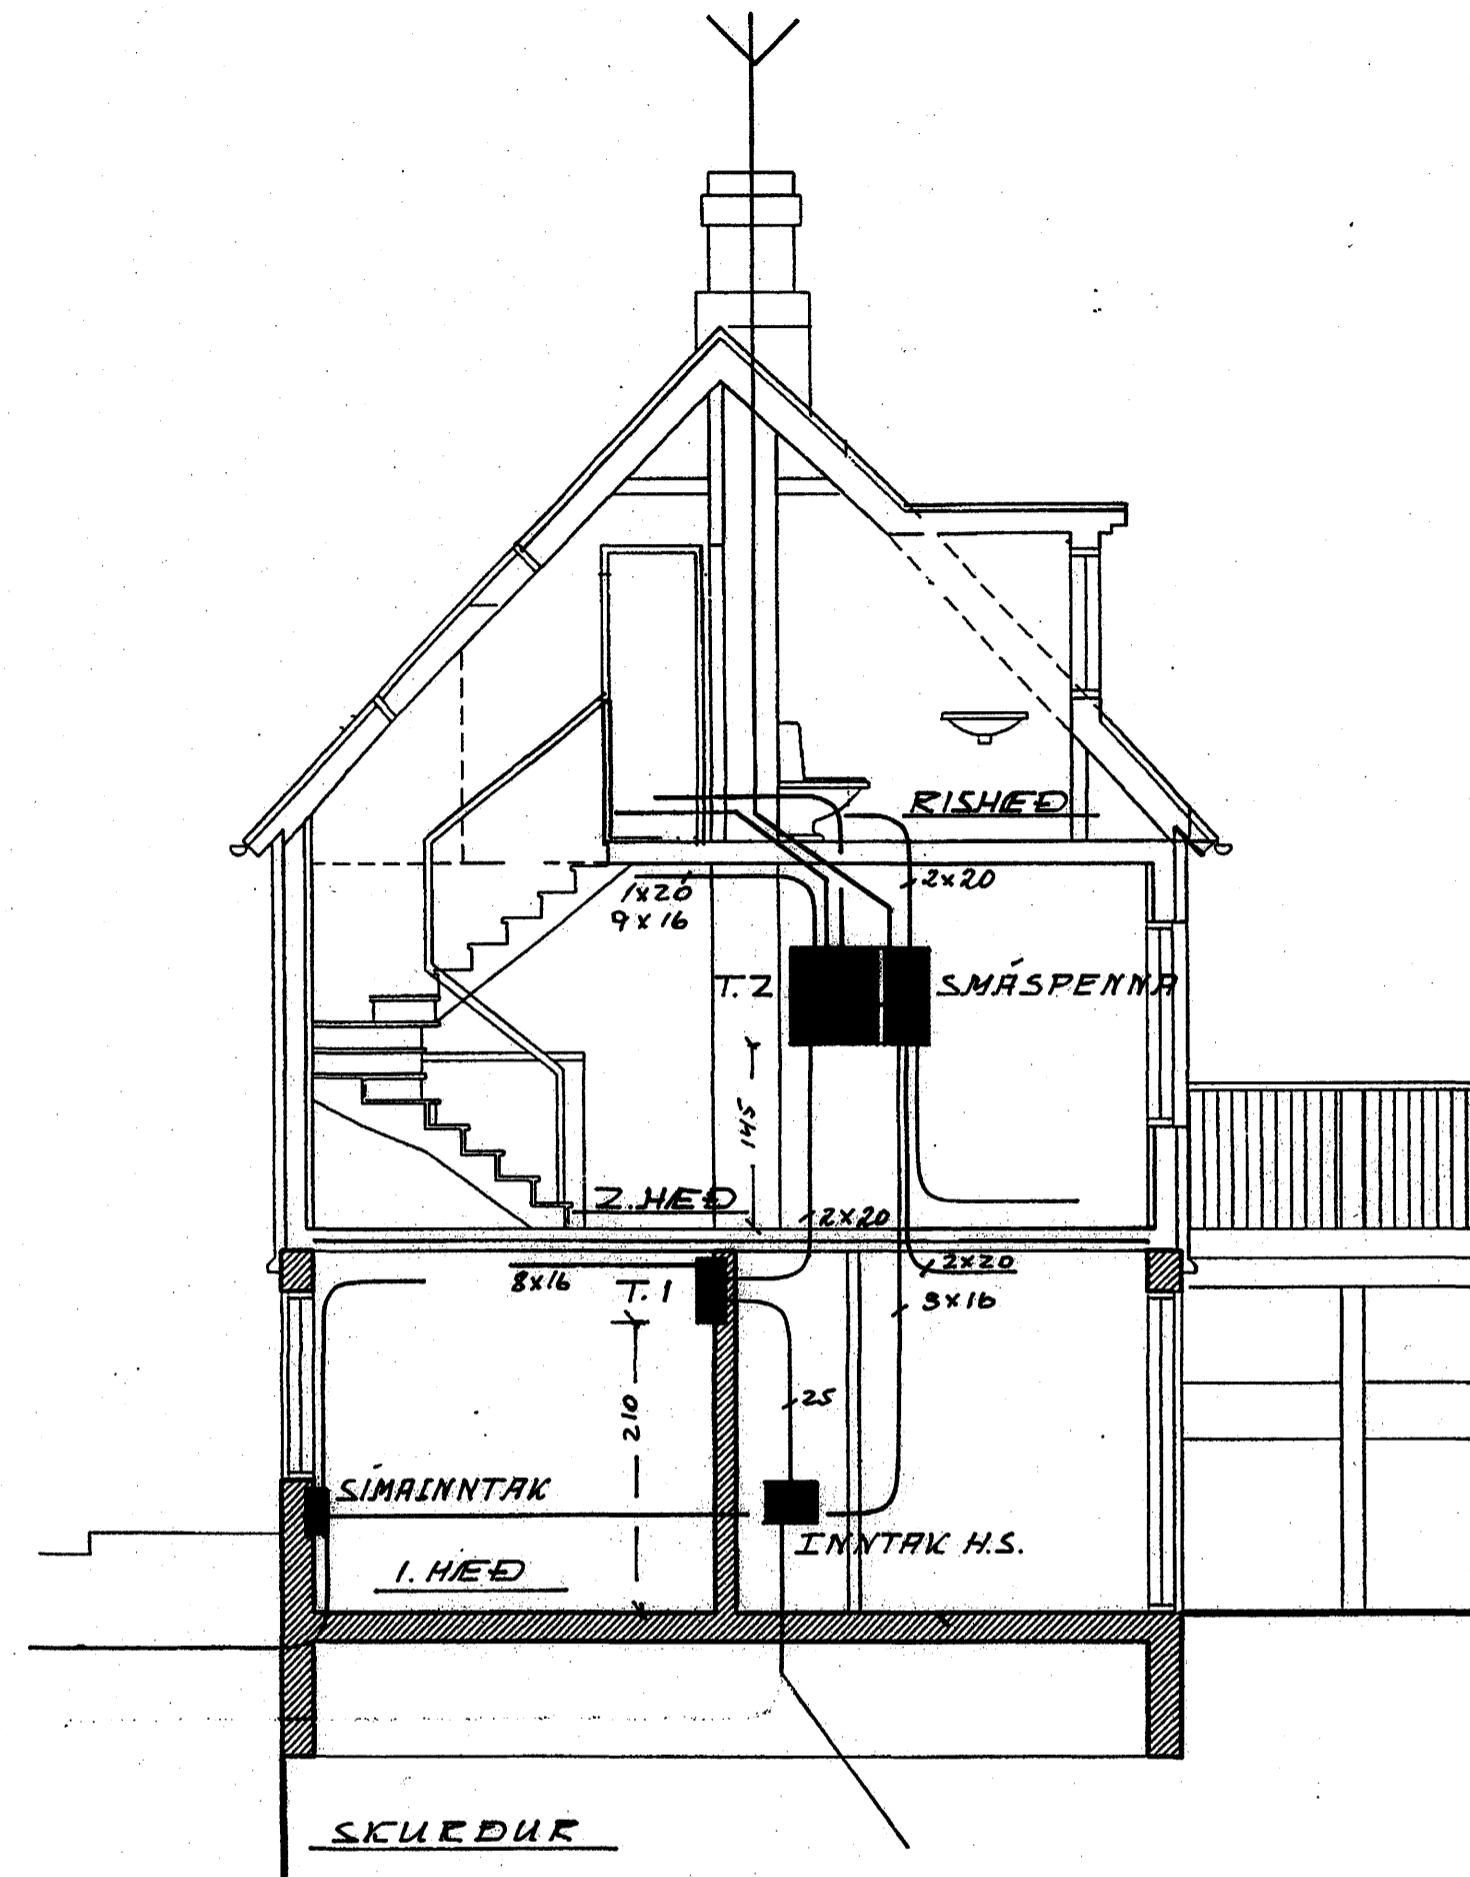 RISHÆÐ
2x20
1x20
9x16
T.2
SMÁSPENNA
145
2.HÆÐ
2x20
8x16
T.1
2x20
3x16
210
25
SÍMAINNTAK
INNTAK H.S.
1.HÆÐ
SKURÐUR